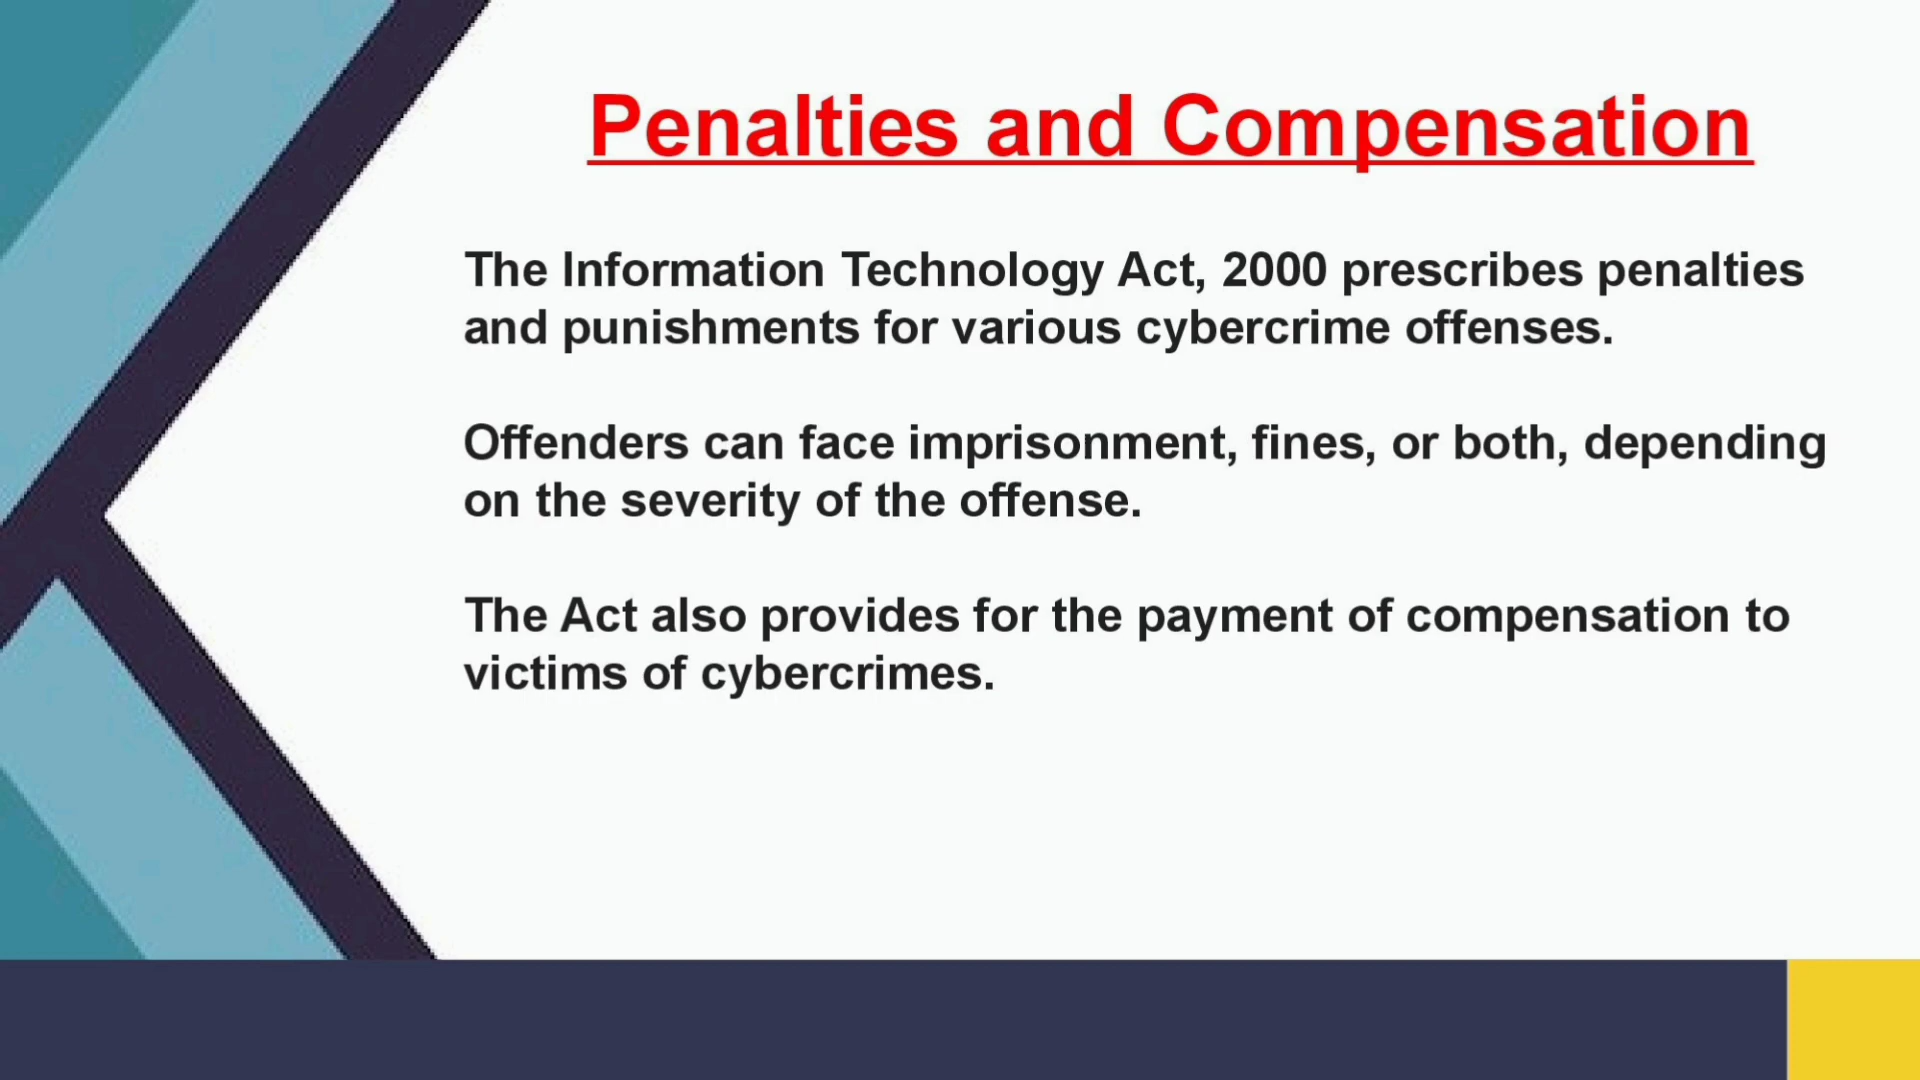 Penalties and Compensation
The Information Technology Act, 2000 prescribes penalties
and punishments for various cybercrime offenses.
Offenders can face imprisonment, fines, or both, depending
on the severity of the offense.
The Act also provides for the payment of compensation to
victims of cybercrimes.